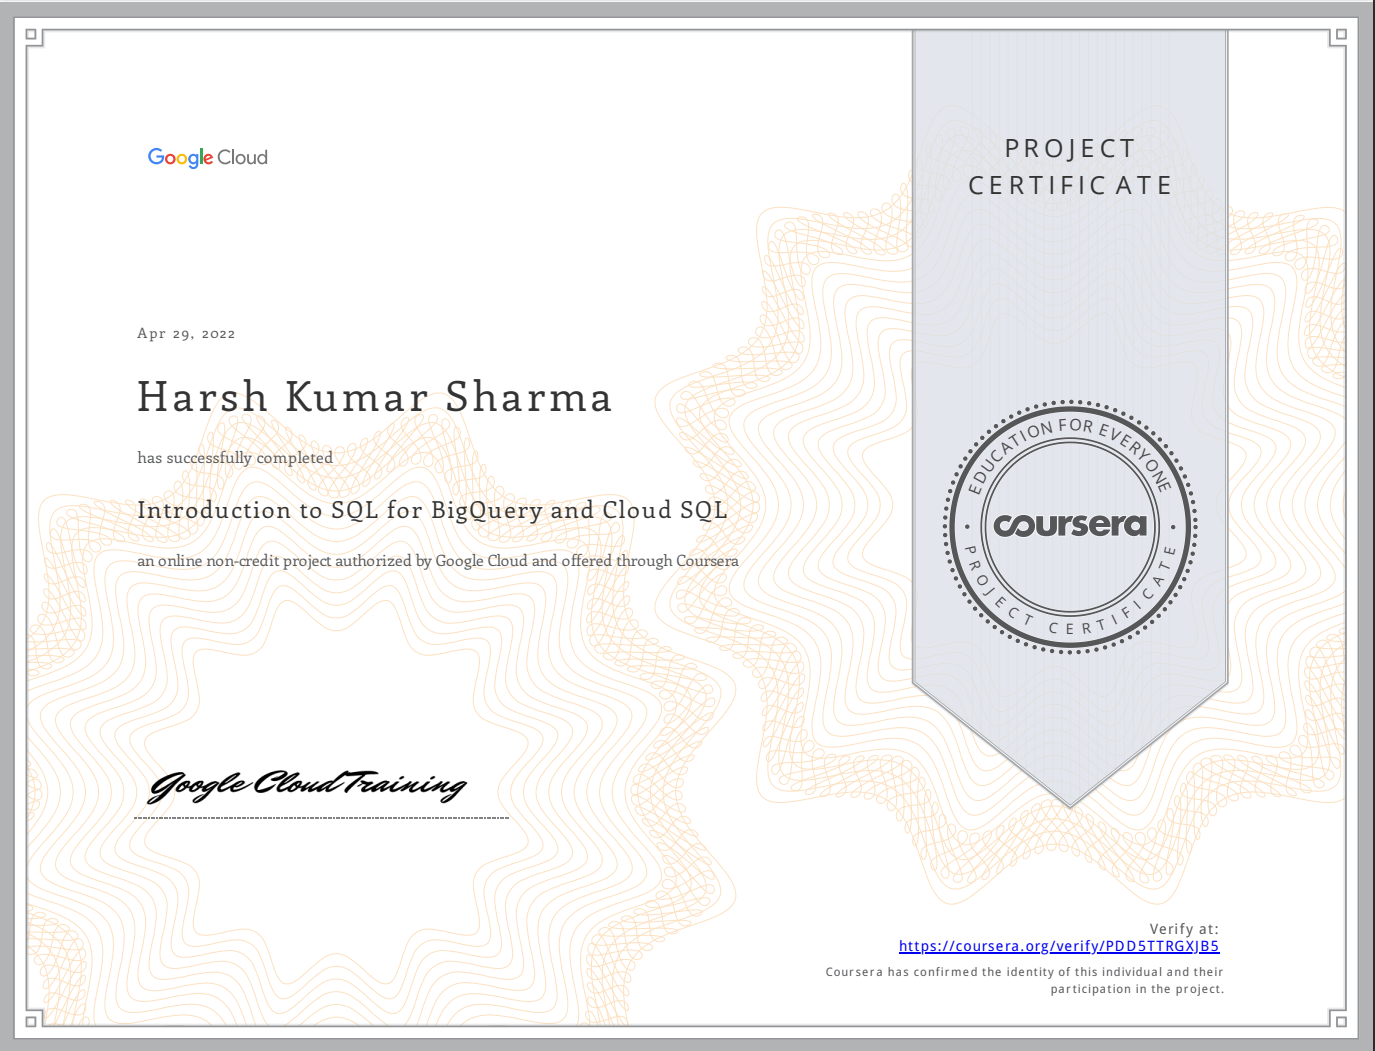 Google Cloud
PROJECT
CERTIFICATE
Apr 29, 2022
Harsh Kumar Sharma
has successfully completed
Introduction to SQL for BigQuery and Cloud SQL
an online non-credit project authorized by Google Cloud and offered through Coursera
EDUCATION FOR EVERYONE
coursera
PROJECT CERTIFICATE
Google Cloud Training
Verify at:
https://coursera.org/verify/PDD5TTRGXJB5
Coursera has confirmed the identity of this individual and their
participation in the project.